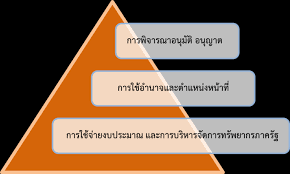 การพิจารณาอนุมัติ อนุญาต
การใช้อำนาจและตำแหน่งหน้าที่
การใช้จ่ายงบประมาณ และการบริหารจัดการทรัพยากรภาครัฐ